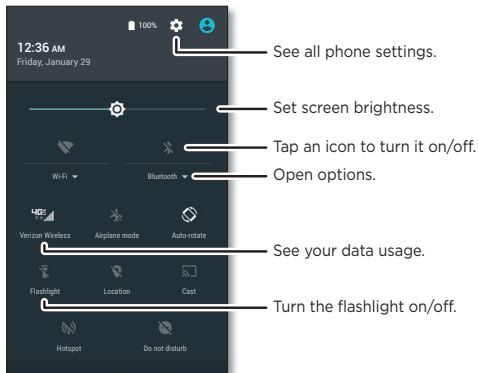 100%
12:36 AM
Friday, January 29
See all phone settings.
Set screen brightness.
Tap an icon to turn it on/off.
Wi-Fi
Bluetooth
Open options.
4G
Verizon Wireless
Airplane mode
Auto-rotate
See your data usage.
Flashlight
Location
Cast
Turn the flashlight on/off.
Hotspot
Do not disturb